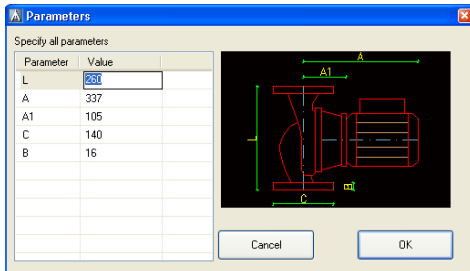 Parameters
Specify all parameters
Parameter Value
L 260
A 337
A1 105
C 140
B 16
A
A1
L
B
C
Cancel OK